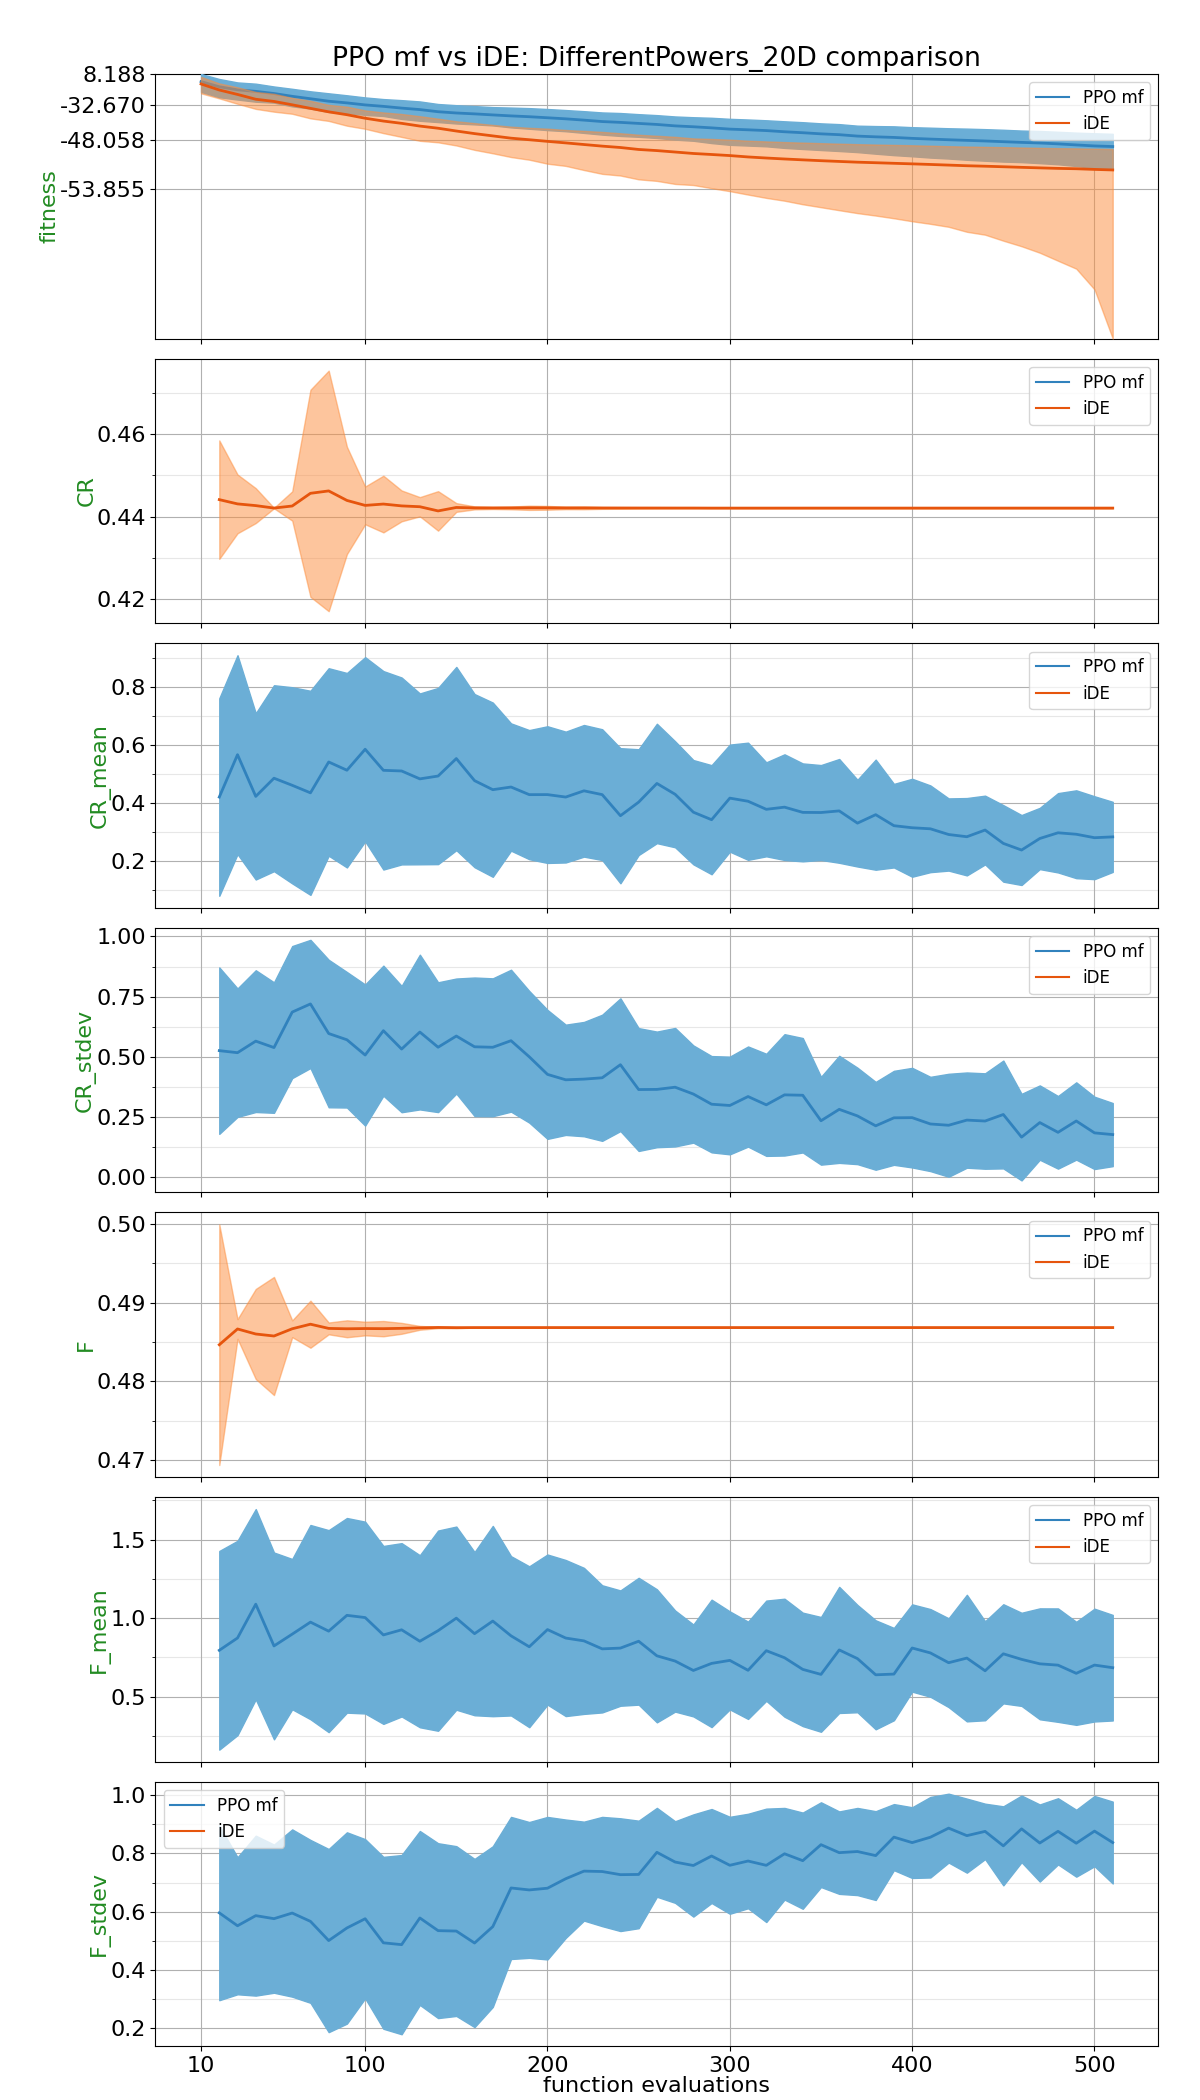 PPO mf vs iDE: DifferentPowers_20D comparison
8.188
-32.670
-48.058
-53.855
fitness
PPO mf
iDE
0.46
0.44
0.42
CR
PPO mf
iDE
0.8
0.6
0.4
0.2
CR_mean
PPO mf
iDE
1.00
0.75
0.50
0.25
0.00
CR_stdev
PPO mf
iDE
0.50
0.49
0.48
0.47
F
PPO mf
iDE
1.5
1.0
0.5
F_mean
PPO mf
iDE
1.0
0.8
0.6
0.4
0.2
F_stdev
PPO mf
iDE
10 100 200 300 400 500
function evaluations